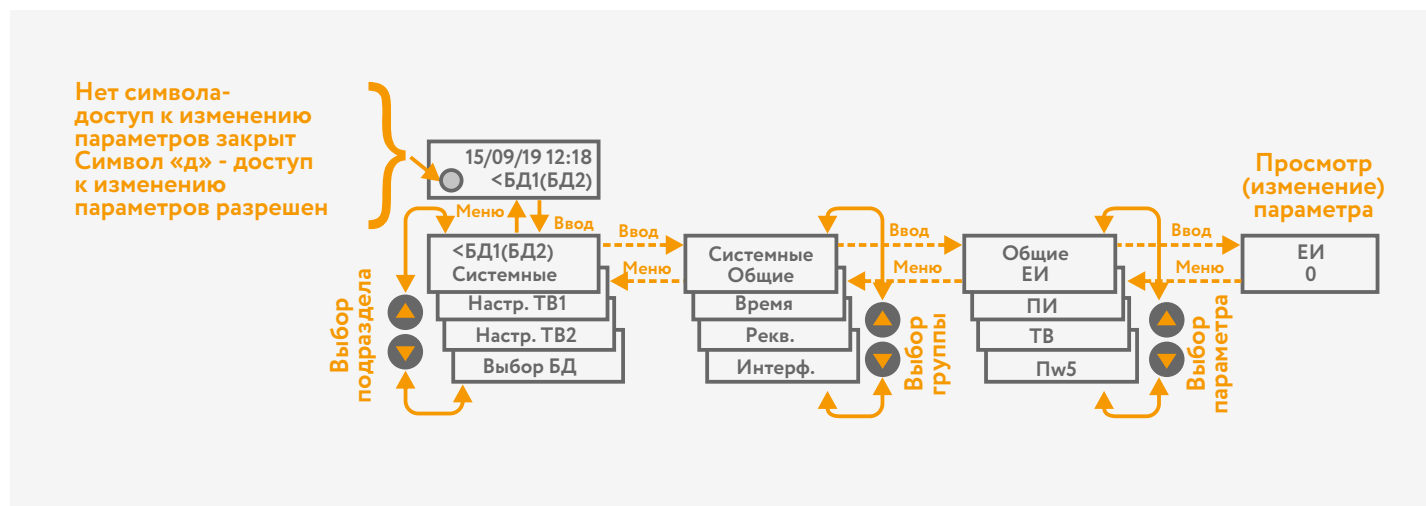 Нет символа-
доступ к изменению
параметров закрыт
Символ «д» - доступ
к изменению
параметров разрешен
15/09/19 12:18
<БД1(БД2)
Меню
Ввод
Выбор
подраздела
<БД1(БД2)
Системные
Настр. ТВ1
Настр. ТВ2
Выбор БД
Ввод
Меню
Системные
Общие
Время
Рекв.
Интерф.
Выбор
группы
Ввод
Меню
Общие
ЕИ
ПИ
ТВ
Пw5
Выбор
параметра
Ввод
Меню
Просмотр
(изменение)
параметра
ЕИ
0